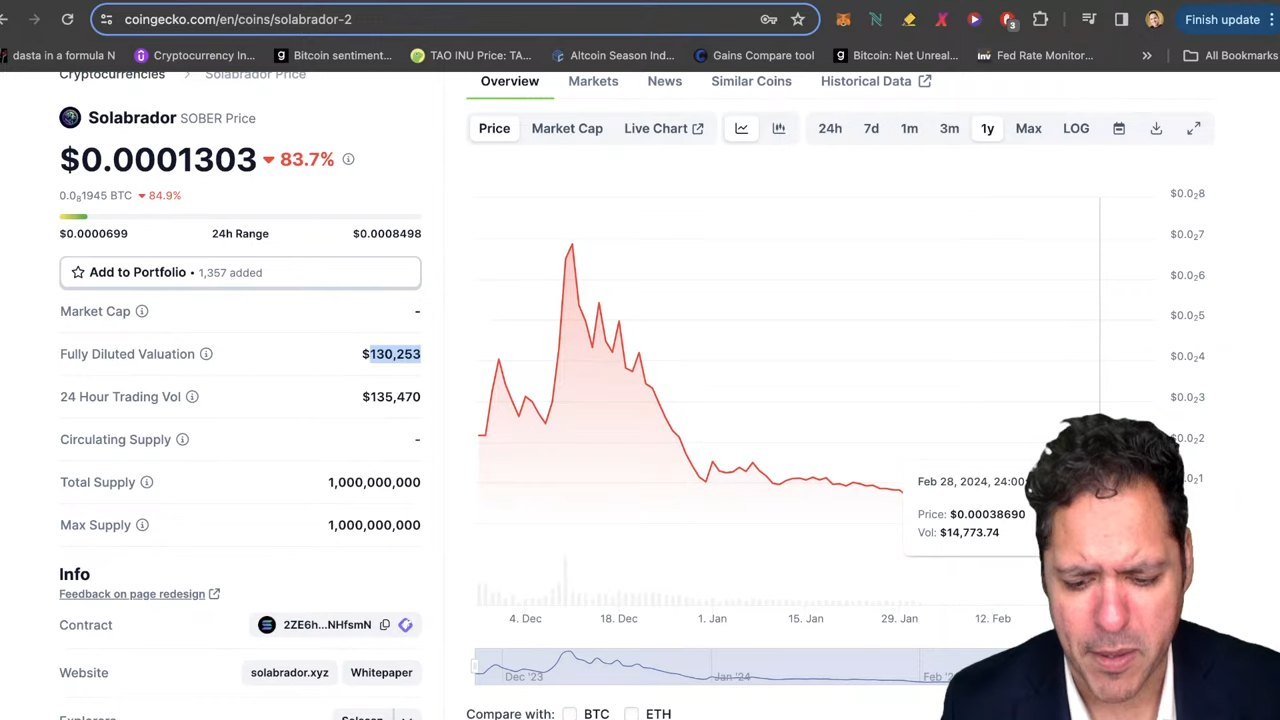 coingecko.com/en/coins/solabrador-2
3
Finish update
dasta in a formula N
Cryptocurrency In...
Bitcoin sentiment...
TAO INU Price: TA...
Altcoin Season Ind...
Gains Compare tool
Bitcoin: Net Unreal...
Fed Rate Monitor...
»
All Bookmarks
Cryptocurrencies > Solabrador Price
Solabrador SOBER Price
$0.0001303 83.7%
0.0₈1945 BTC 84.9%
$0.0000699 24h Range $0.0008498
Add to Portfolio • 1,357 added
Market Cap -
Fully Diluted Valuation $130,253
24 Hour Trading Vol $135,470
Circulating Supply -
Total Supply 1,000,000,000
Max Supply 1,000,000,000
Info
Feedback on page redesign
Contract 2ZE6h...NHfsmN
Website solabrador.xyz Whitepaper
Explorers Solscan
Overview Markets News Similar Coins Historical Data
Price Market Cap Live Chart 24h 7d 1m 3m 1y Max LOG
$0.0₂8
$0.0₂7
$0.0₂6
$0.0₂5
$0.0₂4
$0.0₂3
$0.0₂2
Feb 28, 2024, 24:00
Price: $0.00038690
Vol: $14,773.74
4. Dec 18. Dec 1. Jan 15. Jan 29. Jan 12. Feb
Dec '23 Jan '24 Feb '2
Compare with: BTC ETH